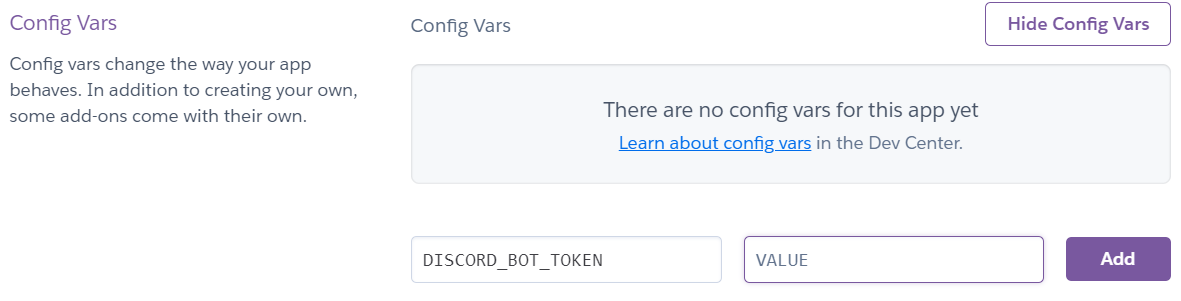 Config Vars
Config vars change the way your app
behaves. In addition to creating your own,
some add-ons come with their own.
Config Vars
Hide Config Vars
There are no config vars for this app yet
Learn about config vars in the Dev Center.
DISCORD_BOT_TOKEN
VALUE
Add